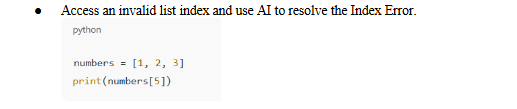 • Access an invalid list index and use AI to resolve the Index Error.
python
numbers = [1, 2, 3]
print(numbers[5])